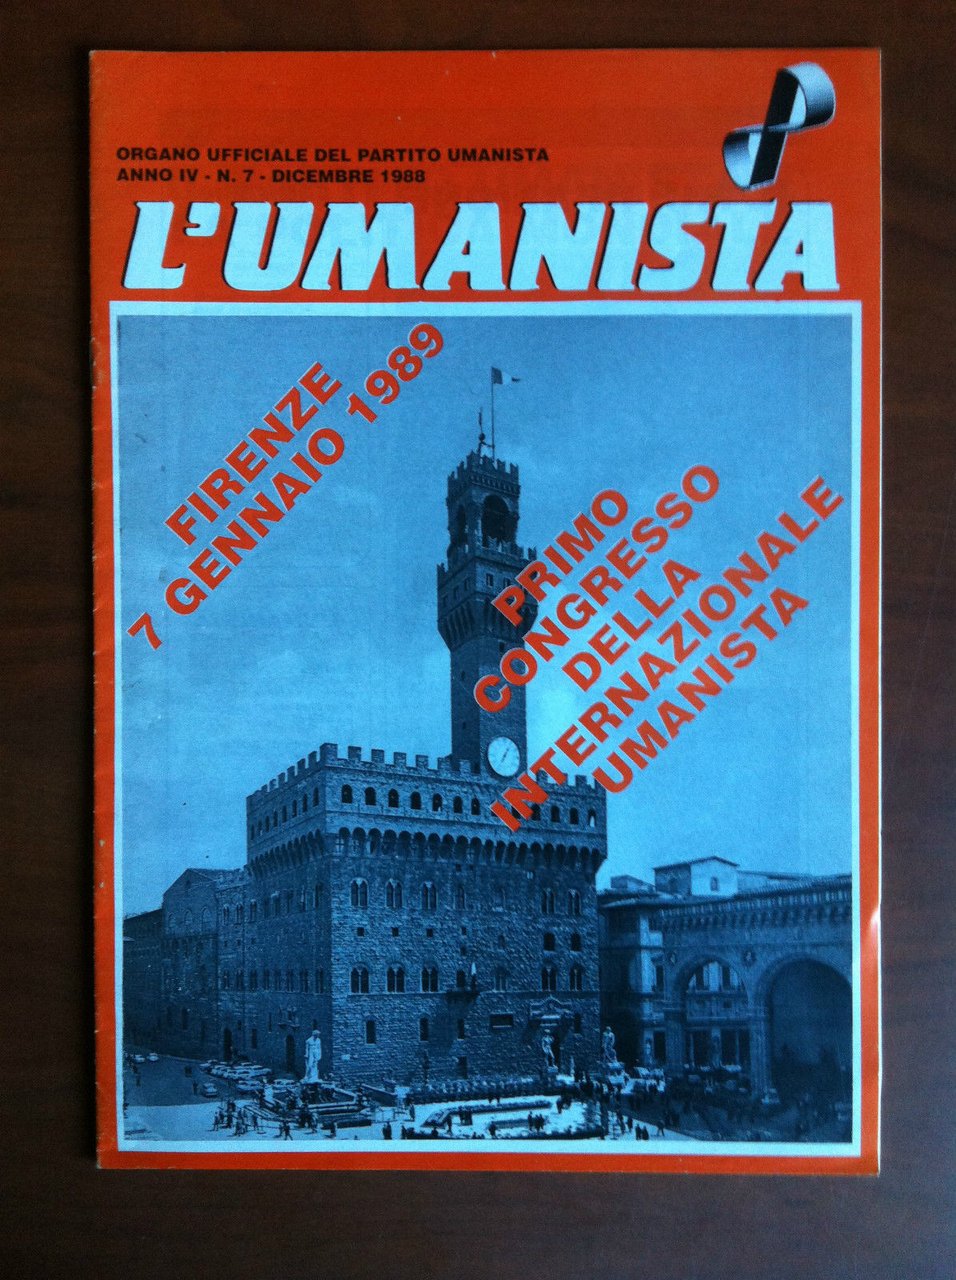 ORGANO UFFICIALE DEL PARTITO UMANISTA
ANNO IV - N. 7 - DICEMBRE 1988
L'UMANISTA
FIRENZE
7 GENNAIO 1989
PRIMO
CONGRESSO
DELLA
INTERNAZIONALE
UMANISTA